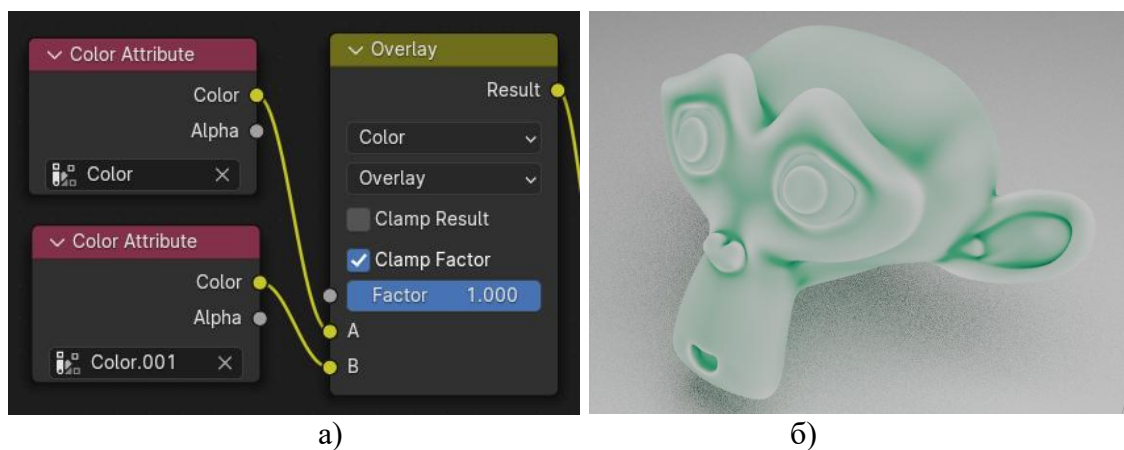 Color Attribute
Color
Alpha
Color
Color Attribute
Color
Alpha
Color.001
Overlay
Result
Color
Overlay
Clamp Result
Clamp Factor
Factor 1.000
A
B
а) б)